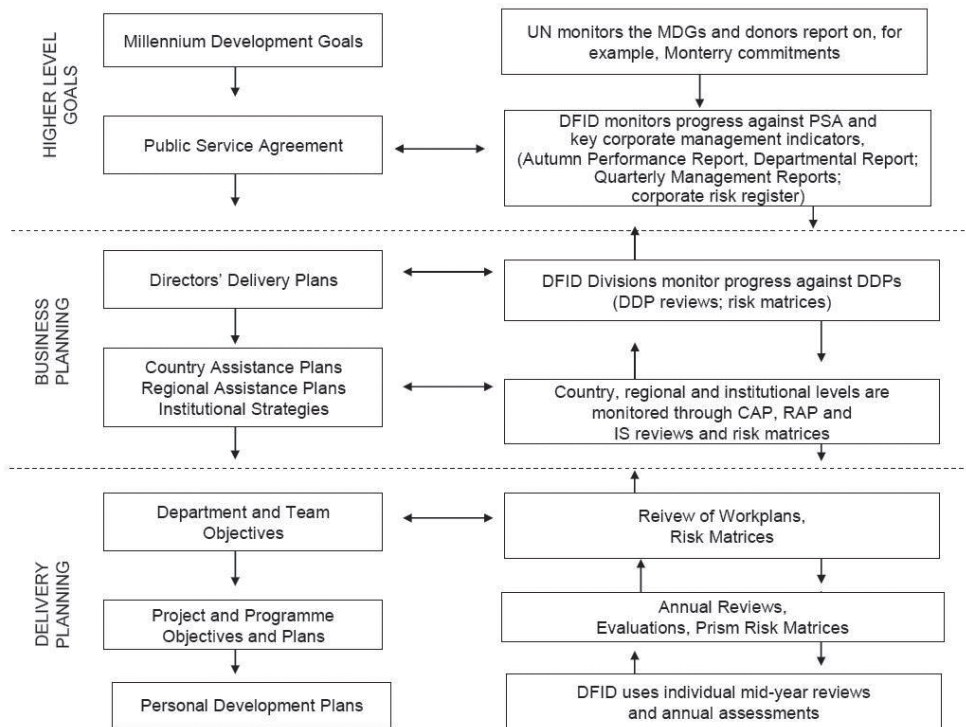 HIGHER LEVEL
GOALS
Millennium Development Goals
UN monitors the MDGs and donors report on, for
example, Monterry commitments
Public Service Agreement
DFID monitors progress against PSA and
key corporate management indicators,
(Autumn Performance Report, Departmental Report;
Quarterly Management Reports;
corporate risk register)
BUSINESS
PLANNING
Directors' Delivery Plans
DFID Divisions monitor progress against DDPs
(DDP reviews; risk matrices)
Country Assistance Plans
Regional Assistance Plans
Institutional Strategies
Country, regional and institutional levels are
monitored through CAP, RAP and
IS reviews and risk matrices
DELIVERY
PLANNING
Department and Team
Objectives
Reivew of Workplans,
Risk Matrices
Project and Programme
Objectives and Plans
Annual Reviews,
Evaluations, Prism Risk Matrices
Personal Development Plans
DFID uses individual mid-year reviews
and annual assessments